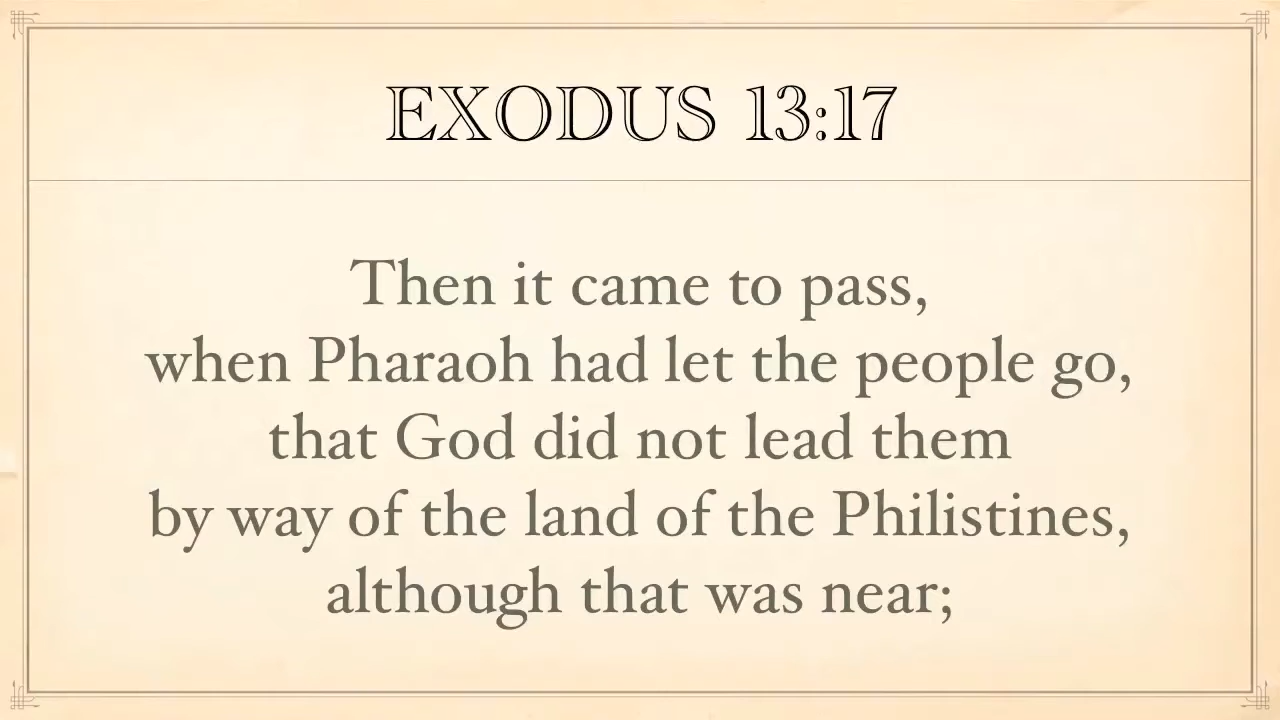 EXODUS 13:17
Then it came to pass,
when Pharaoh had let the people go,
that God did not lead them
by way of the land of the Philistines,
although that was near;